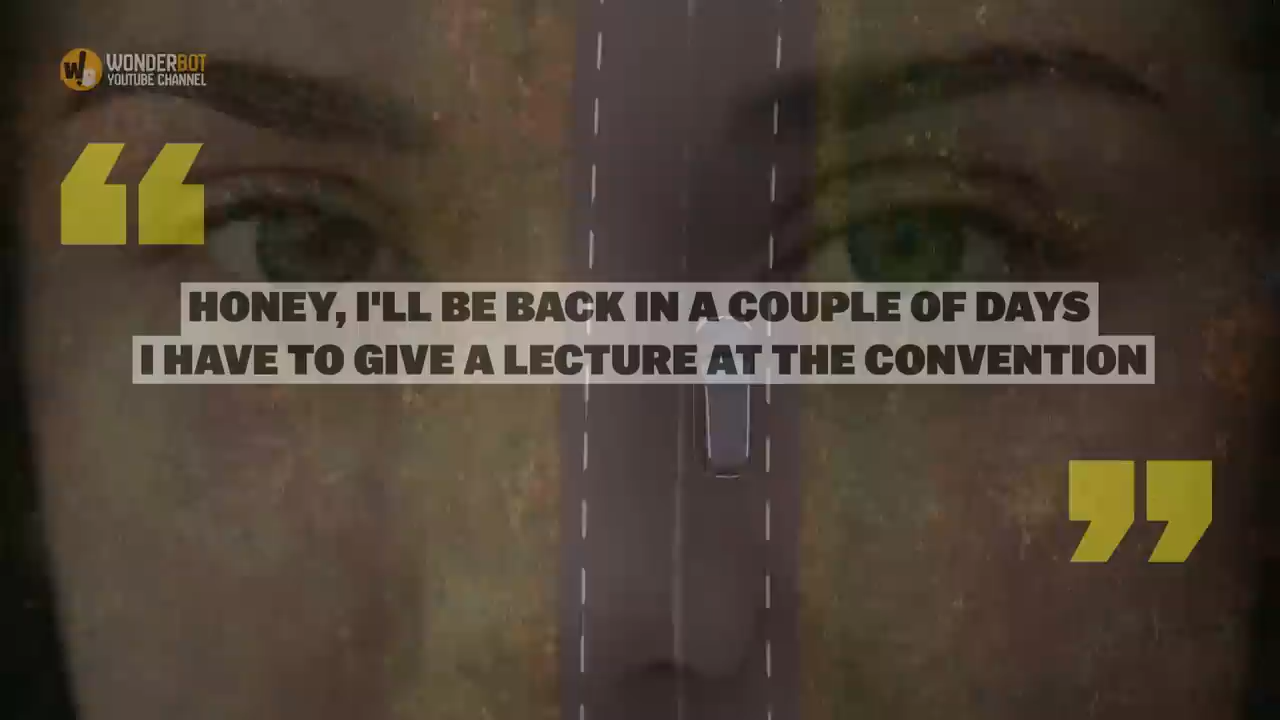 WONDERBOT
YOUTUBE CHANNEL
“
HONEY, I'LL BE BACK IN A COUPLE OF DAYS
I HAVE TO GIVE A LECTURE AT THE CONVENTION
”